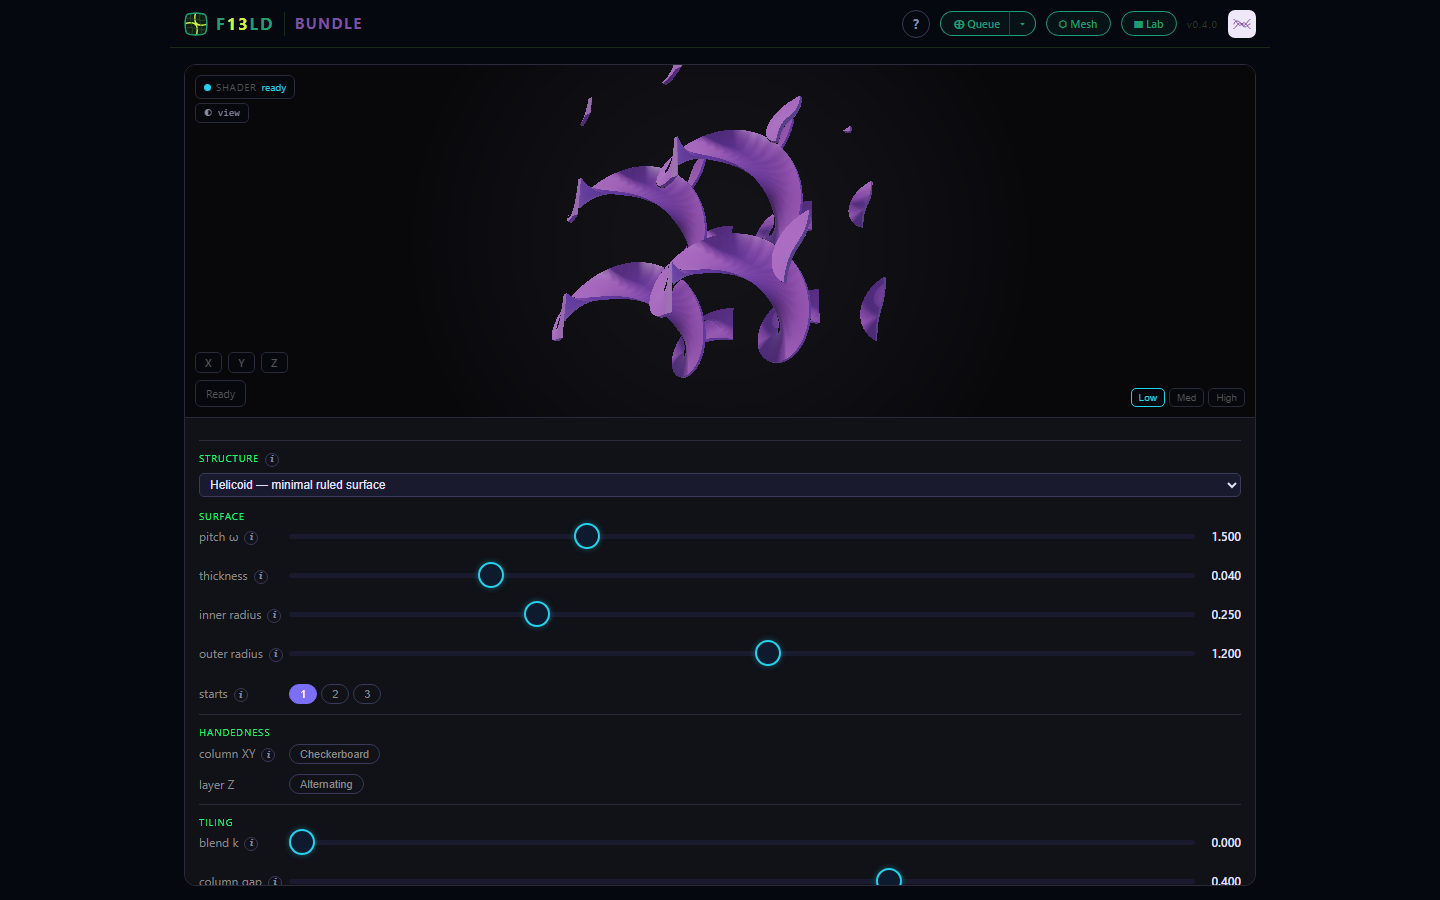 F13LD BUNDLE ? Queue Mesh Lab v0.4.0
SHADER ready
view
X Y Z
Ready
Low Med High
STRUCTURE i
Helicoid — minimal ruled surface
SURFACE
pitch ω i 1.500
thickness i 0.040
inner radius i 0.250
outer radius i 1.200
starts i 1 2 3
HANDEDNESS
column XY i Checkerboard
layer Z Alternating
TILING
blend k i 0.000
column gap i 0.400